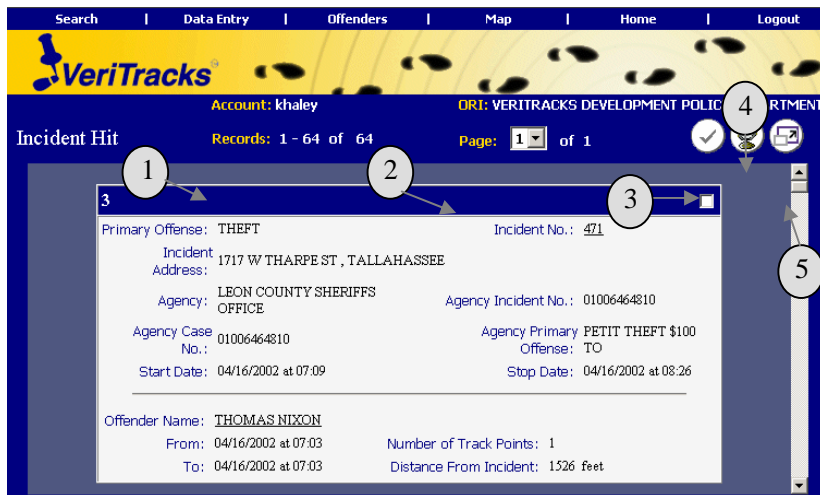 Search | Data Entry | Offenders | Map | Home | Logout
VeriTracks®
Account: khaley ORI: VERITRACKS DEVELOPMENT POLIC RTMENT
4
Incident Hit Records: 1 - 64 of 64 Page: 1 of 1
1 2
3 3
Primary Offense: THEFT Incident No.: 471
Incident Address: 1717 W THARPE ST , TALLAHASSEE
5
Agency: LEON COUNTY SHERIFFS OFFICE Agency Incident No.: 01006464810
Agency Case No.: 01006464810 Agency Primary Offense: PETIT THEFT $100 TO
Start Date: 04/16/2002 at 07:09 Stop Date: 04/16/2002 at 08:26
Offender Name: THOMAS NIXON
From: 04/16/2002 at 07:03 Number of Track Points: 1
To: 04/16/2002 at 07:03 Distance From Incident: 1526 feet